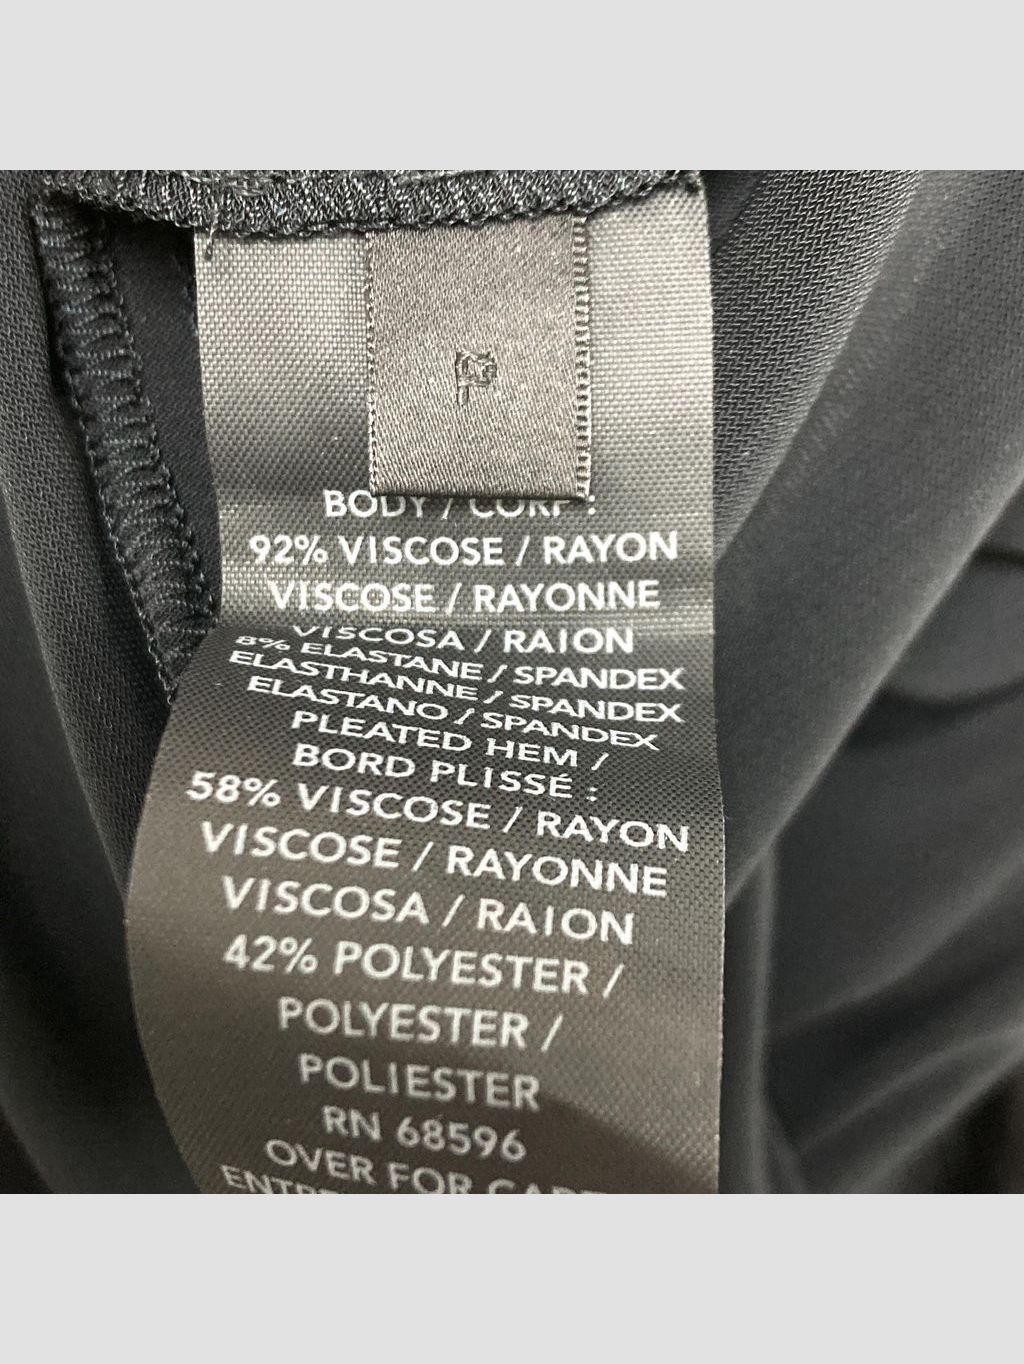 P
BODY / CORP :
92% VISCOSE / RAYON
VISCOSE / RAYONNE
VISCOSA / RAION
8% ELASTANE / SPANDEX
ELASTHANNE / SPANDEX
ELASTANO / SPANDEX
PLEATED HEM /
BORD PLISSÉ :
58% VISCOSE / RAYON
VISCOSE / RAYONNE
VISCOSA / RAION
42% POLYESTER /
POLYESTER /
POLIESTER
RN 68596
OVER FOR CARE